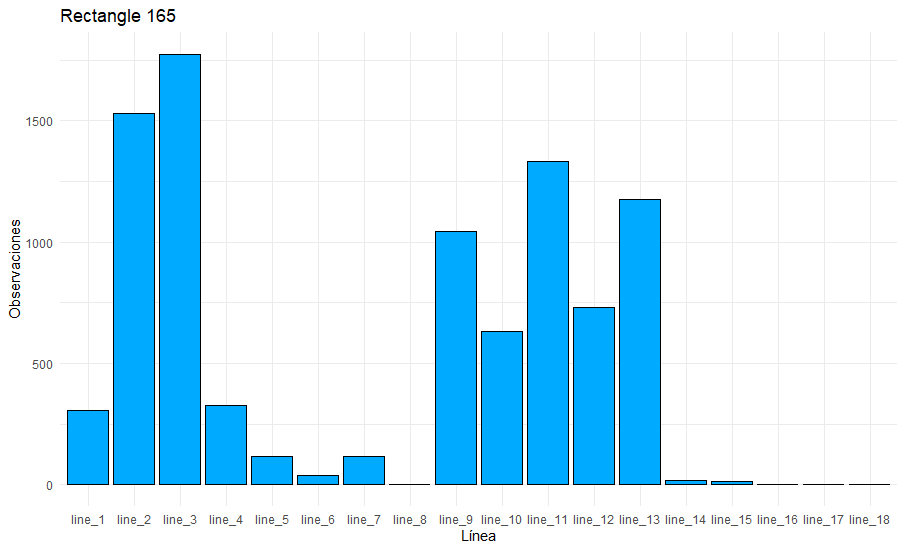 Rectangle 165
Observaciones
1500
1000
500
0
line_1 line_2 line_3 line_4 line_5 line_6 line_7 line_8 line_9 line_10 line_11 line_12 line_13 line_14 line_15 line_16 line_17 line_18
Línea